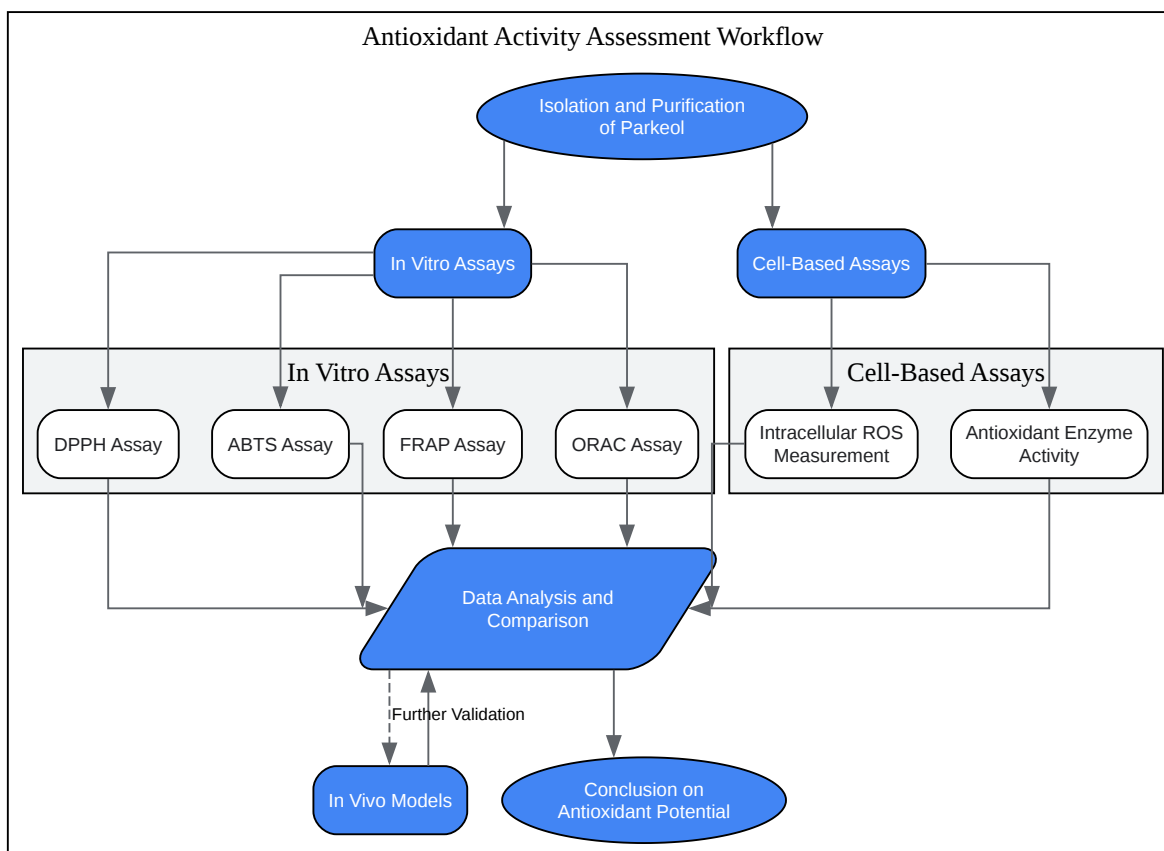 Antioxidant Activity Assessment Workflow
Isolation and Purification
of Parkeol
In Vitro Assays
Cell-Based Assays
In Vitro Assays
Cell-Based Assays
DPPH Assay
ABTS Assay
FRAP Assay
ORAC Assay
Intracellular ROS
Measurement
Antioxidant Enzyme
Activity
Data Analysis and
Comparison
Further Validation
In Vivo Models
Conclusion on
Antioxidant Potential